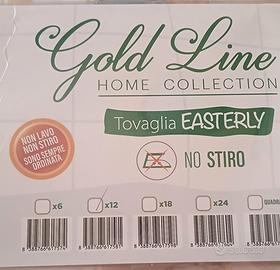 Gold Line
HOME COLLECTION
Tovaglia EASTERLY
NON LAVO
NON STIRO
SONO SEMPRE
ORDINATA
NO STIRO
x6 x12 x18 x24